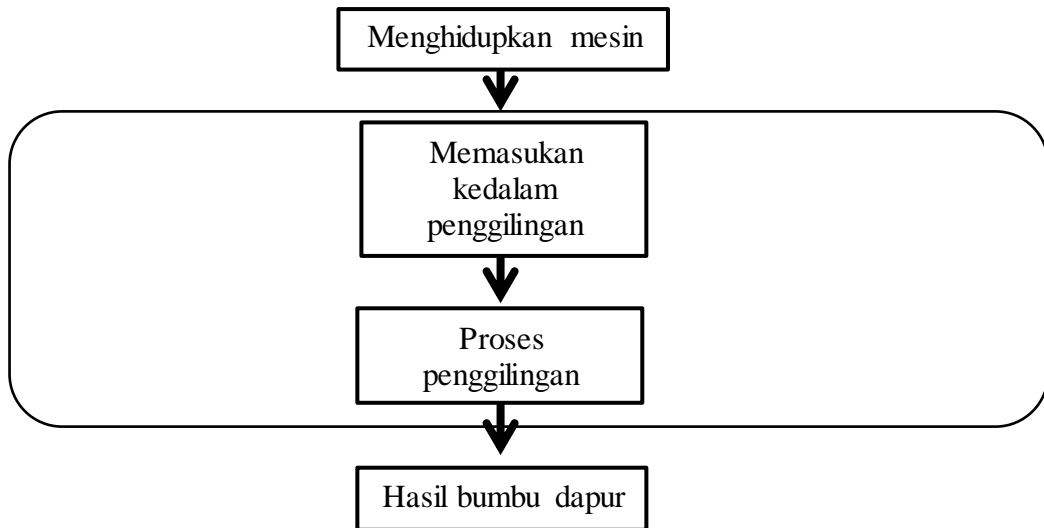 Menghidupkan mesin
Memasukan
kedalam
penggilingan
Proses
penggilingan
Hasil bumbu dapur